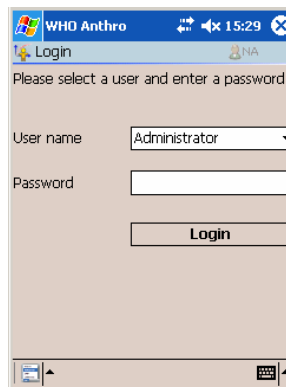 WHO Anthro 15:29
Login NA
Please select a user and enter a password
User name Administrator
Password
Login